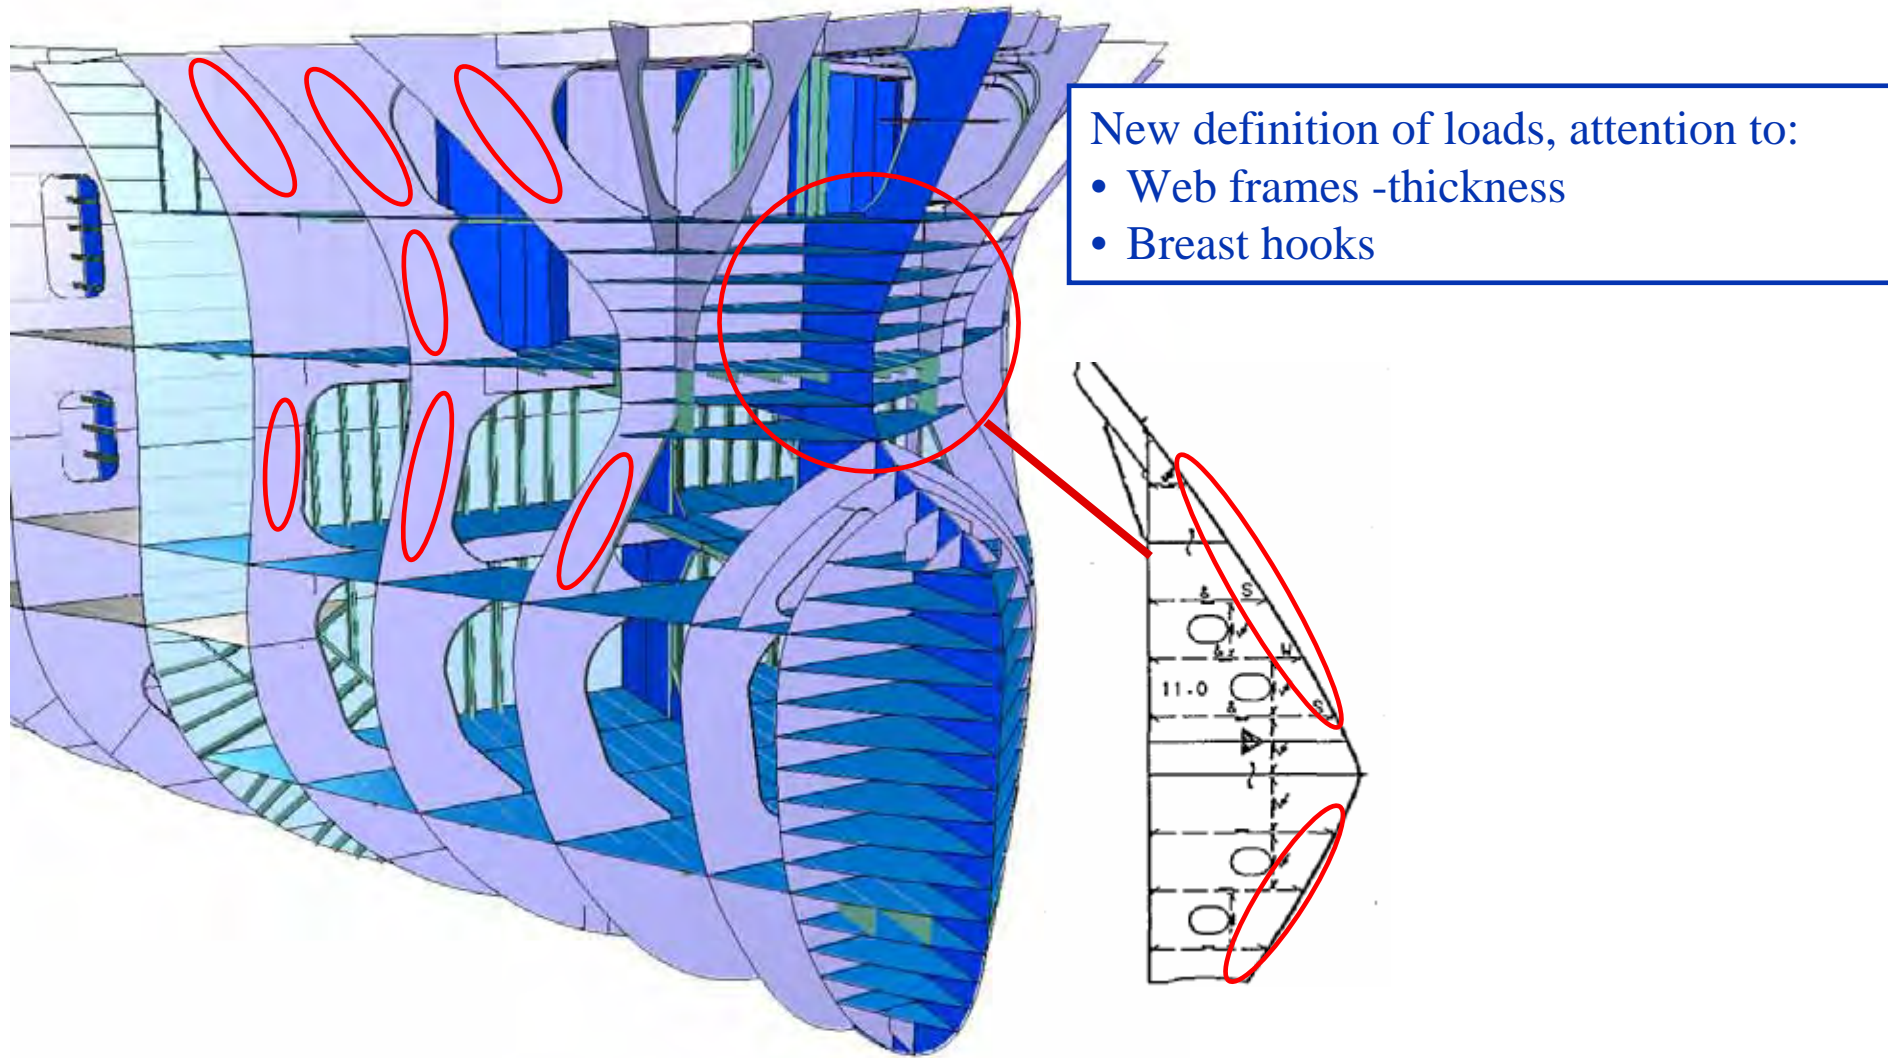 New definition of loads, attention to:
• Web frames -thickness
• Breast hooks
S
W
11.0
S